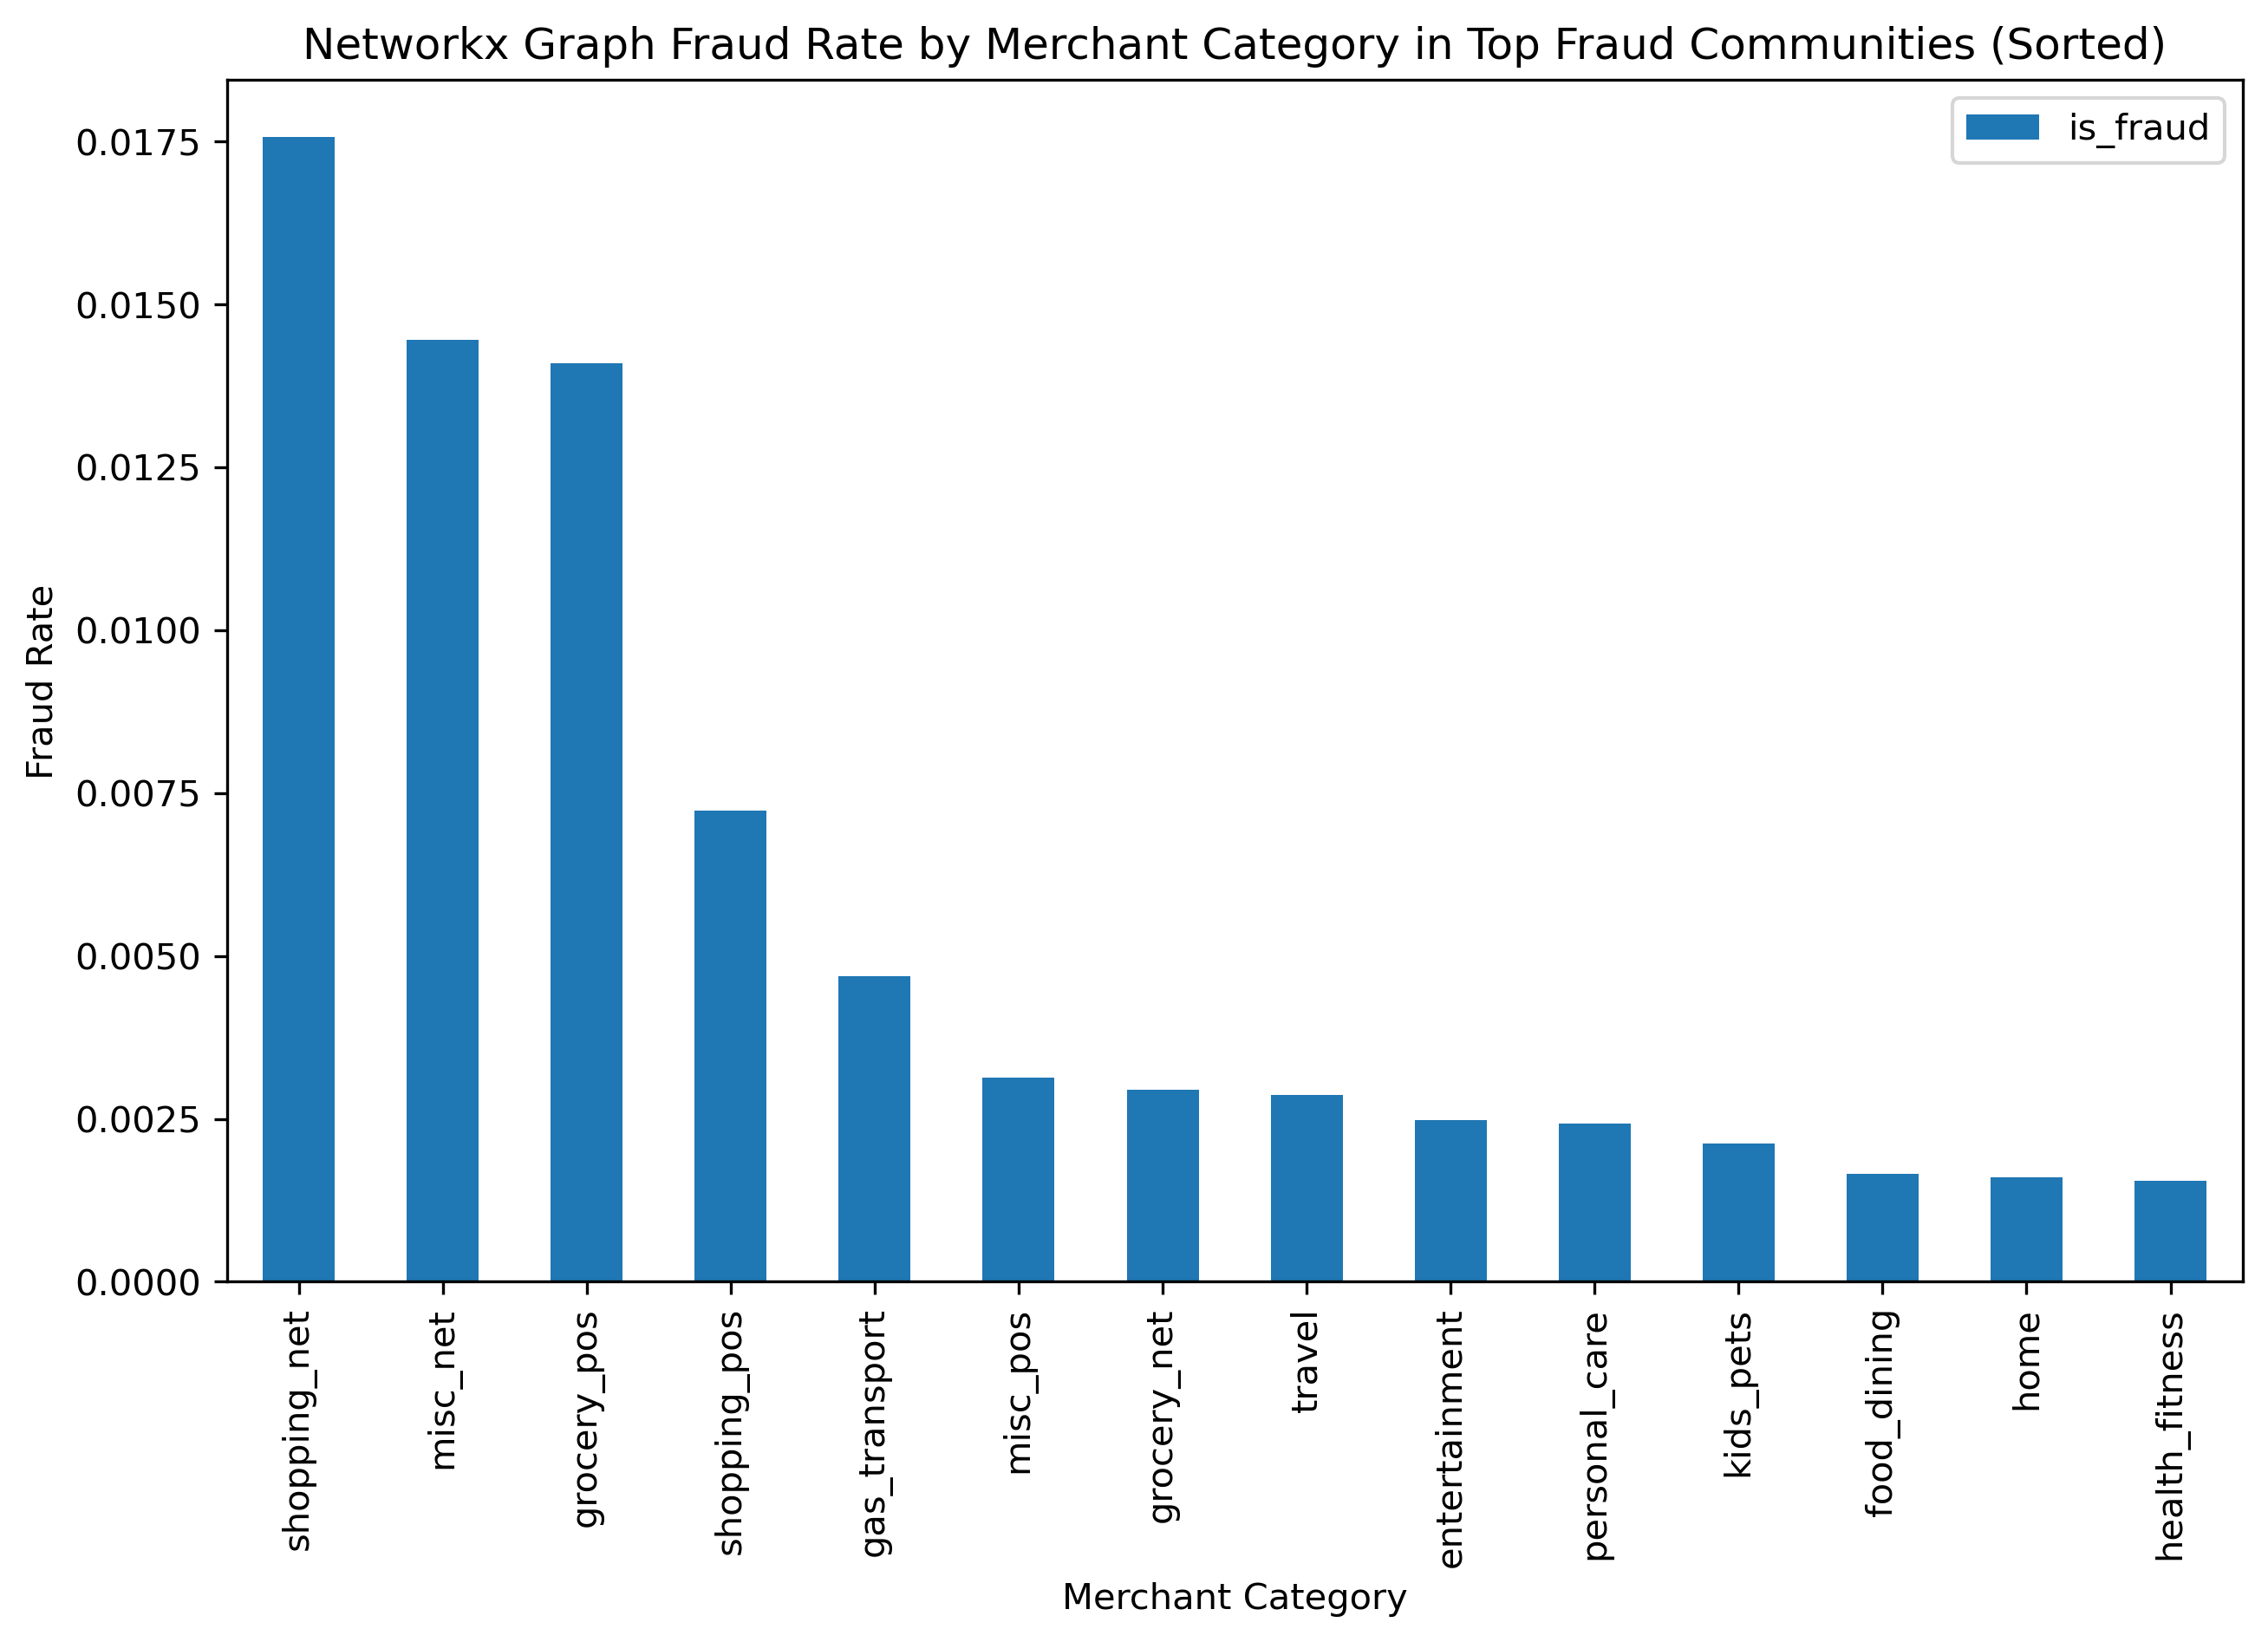 Networkx Graph Fraud Rate by Merchant Category in Top Fraud Communities (Sorted)
is_fraud
Fraud Rate
0.0175
0.0150
0.0125
0.0100
0.0075
0.0050
0.0025
0.0000
shopping_net
misc_net
grocery_pos
shopping_pos
gas_transport
misc_pos
grocery_net
travel
entertainment
personal_care
kids_pets
food_dining
home
health_fitness
Merchant Category